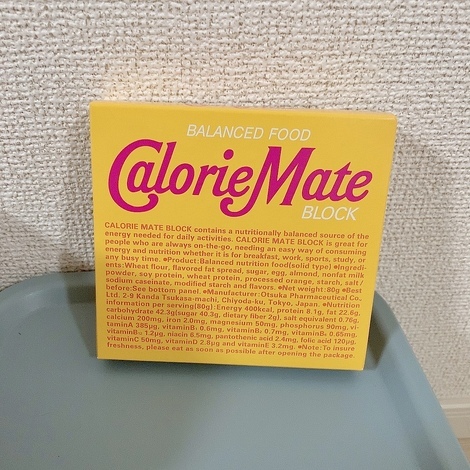 BALANCED FOOD
CalorieMate
BLOCK
CALORIE MATE BLOCK contains a nutritionally balanced source of the
energy needed for daily activities. CALORIE MATE BLOCK is great for
people who are always on-the-go, needing an easy way of consuming
energy and nutrition whether it is for breakfast, work, sports, study, or
any busy time. ●Product:Balanced nutrition food(solid type) ●Ingredi-
ents:Wheat flour, flavored fat spread, sugar, egg, almond, nonfat milk
powder, soy protein, wheat protein, processed orange, starch, salt /
sodium caseinate, modified starch and flavors. ●Net weight: 80g ●Best
before:See bottom panel. ●Manufacturer:Otsuka Pharmaceutical Co.,
Ltd. 2-9 Kanda Tsukasa-machi, Chiyoda-ku, Tokyo, Japan. ●Nutrition
information per serving(80g): Energy 400kcal, protein 8.1g, fat 22.6g,
carbohydrate 42.3g(sugar 40.3g, dietary fiber 2g), salt equivalent 0.76g,
calcium 200mg, iron 2.0mg, magnesium 50mg, phosphorus 90mg, vi-
taminA 385μg, vitaminB₁ 0.6mg, vitaminB₂ 0.7mg, vitaminB₆ 0.65mg,
vitaminB₁₂ 1.2μg, niacin 6.5mg, pantothenic acid 2.4mg, folic acid 120μg,
vitaminC 50mg, vitaminD 2.8μg and vitaminE 3.2mg. ●Note:To insure
freshness, please eat as soon as possible after opening the package.